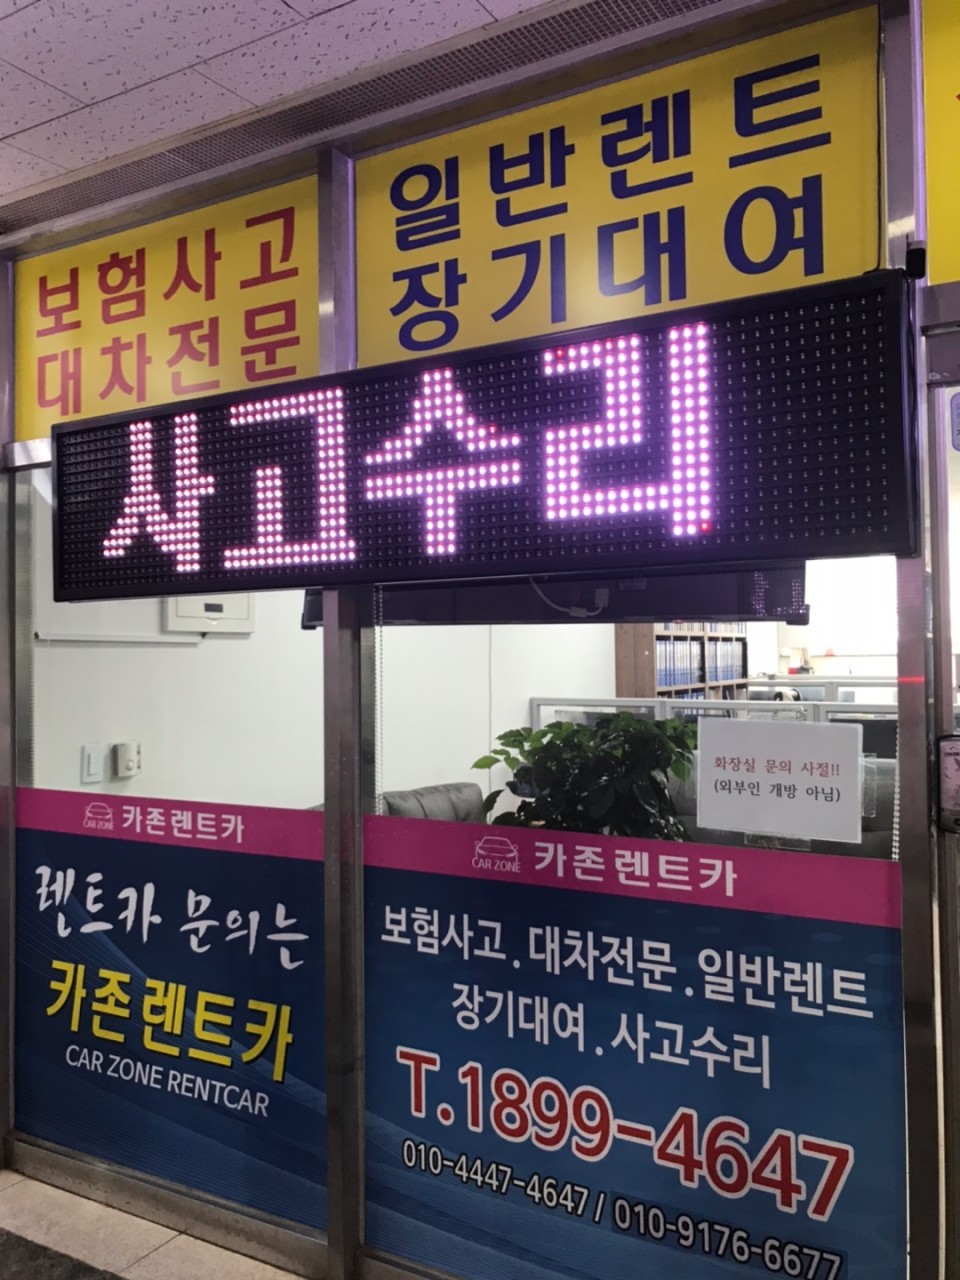 보험사고
대차전문
일반렌트
장기대여
사고수리
화장실 문의 사절!!
(외부인 개방 아님)
CAR ZONE 카존렌트카
렌트카 문의는
카존렌트카
CAR ZONE RENTCAR
CAR ZONE 카존렌트카
보험사고.대차전문.일반렌트
장기대여.사고수리
T.1899-4647
010-4447-4647 / 010-9176-6677